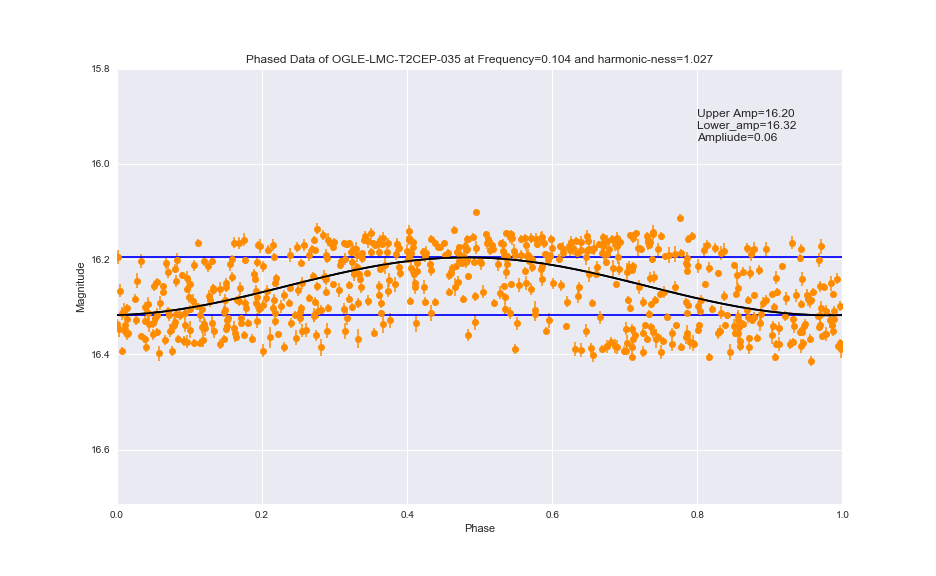 Phased Data of OGLE-LMC-T2CEP-035 at Frequency=0.104 and harmonic-ness=1.027
15.8
Upper Amp=16.20
Lower_amp=16.32
Ampliude=0.06
16.0
16.2
Magnitude
16.4
16.6
0.0 0.2 0.4 0.6 0.8 1.0
Phase